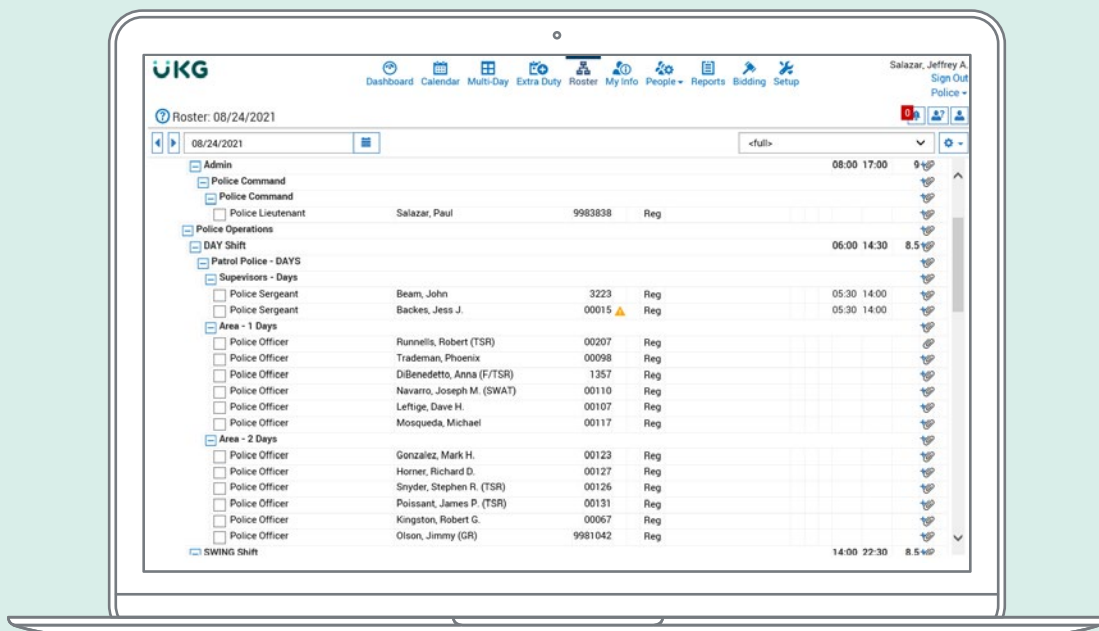 UKG
Dashboard Calendar Multi-Day Extra Duty Roster My Info People Reports Bidding Setup
Salazar, Jeffrey A.
Sign Out
Police
? Roster: 08/24/2021
0
08/24/2021 <full>
Admin 08:00 17:00 9
Police Command
Police Command
Police Lieutenant Salazar, Paul 9983838 Reg
Police Operations
DAY Shift 06:00 14:30 8.5
Patrol Police - DAYS
Supevisors - Days
Police Sergeant Beam, John 3223 Reg 05:30 14:00
Police Sergeant Backes, Jess J. 00015 Reg 05:30 14:00
Area - 1 Days
Police Officer Runnells, Robert (TSR) 00207 Reg
Police Officer Trademan, Phoenix 00098 Reg
Police Officer DiBenedetto, Anna (F/TSR) 1357 Reg
Police Officer Navarro, Joseph M. (SWAT) 00110 Reg
Police Officer Leftige, Dave H. 00107 Reg
Police Officer Mosqueda, Michael 00117 Reg
Area - 2 Days
Police Officer Gonzalez, Mark H. 00123 Reg
Police Officer Horner, Richard D. 00127 Reg
Police Officer Snyder, Stephen R. (TSR) 00126 Reg
Police Officer Poissant, James P. (TSR) 00131 Reg
Police Officer Kingston, Robert G. 00067 Reg
Police Officer Olson, Jimmy (GR) 9981042 Reg
SWING Shift 14:00 22:30 8.5